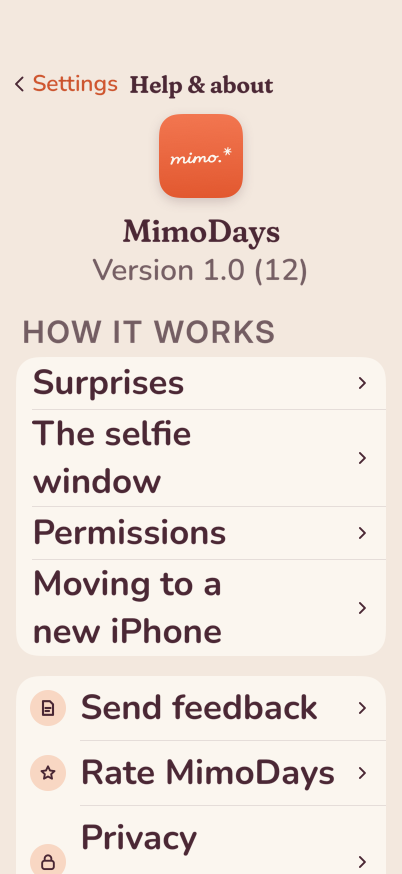 Settings
Help & about
mimo.*
MimoDays
Version 1.0 (12)
HOW IT WORKS
Surprises
The selfie
window
Permissions
Moving to a
new iPhone
Send feedback
Rate MimoDays
Privacy